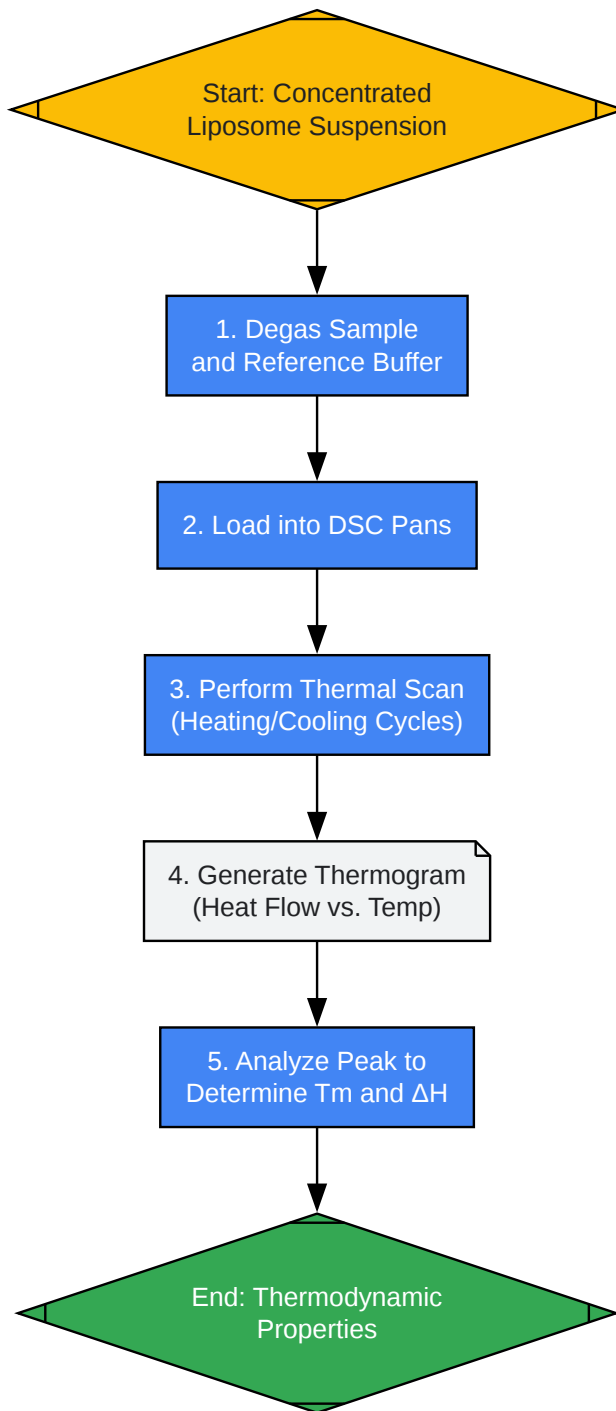 Start: Concentrated
Liposome Suspension
1. Degas Sample
and Reference Buffer
2. Load into DSC Pans
3. Perform Thermal Scan
(Heating/Cooling Cycles)
4. Generate Thermogram
(Heat Flow vs. Temp)
5. Analyze Peak to
Determine Tm and ΔH
End: Thermodynamic
Properties